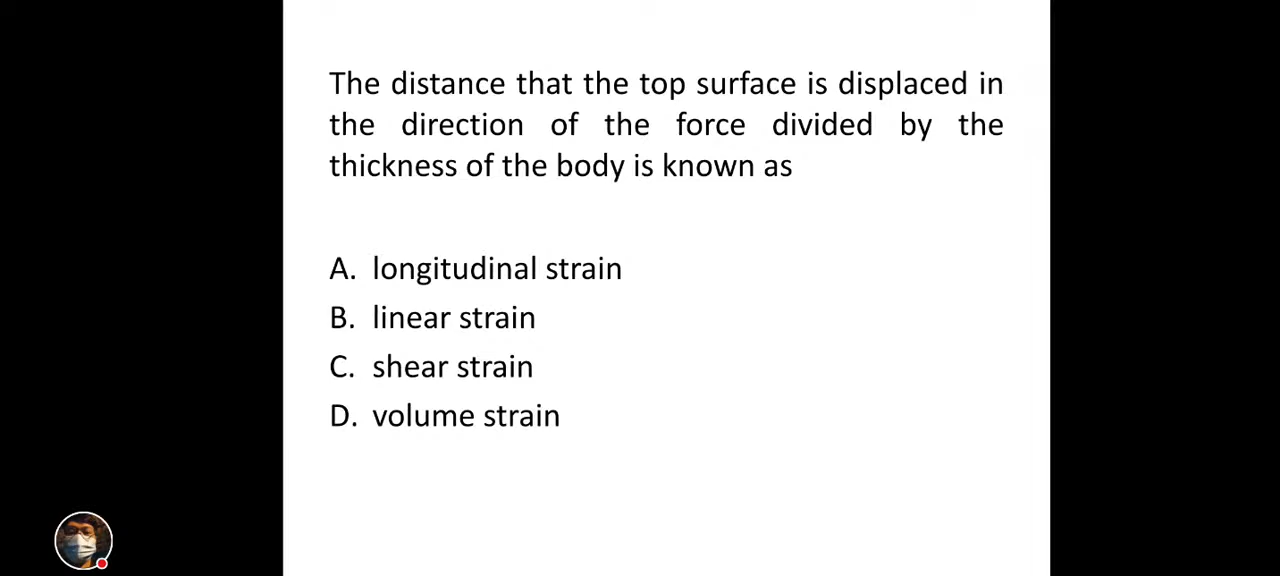 The distance that the top surface is displaced in
the direction of the force divided by the
thickness of the body is known as
A. longitudinal strain
B. linear strain
C. shear strain
D. volume strain